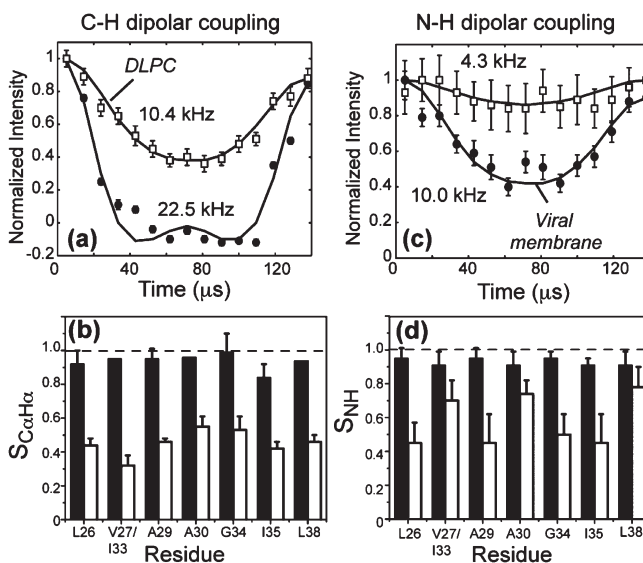 C-H dipolar coupling
N-H dipolar coupling
Normalized Intensity
1.0
0.8
0.6
0.4
0.2
0
-0.2
DLPC
10.4 kHz
22.5 kHz
(a)
0 40 80 120
Time (μs)
Normalized Intensity
1.2
1.0
0.8
0.6
0.4
0.2
0
4.3 kHz
10.0 kHz
Viral
membrane
(c)
0 40 80 120
Time (μs)
(b)
SCαHα
1.0
0.8
0.6
0.4
0.2
0
L26 V27/ A29 A30 G34 I35 L38
I33
Residue
(d)
SNH
1.0
0.8
0.6
0.4
0.2
0
L26 V27/ A29 A30 G34 I35 L38
I33
Residue